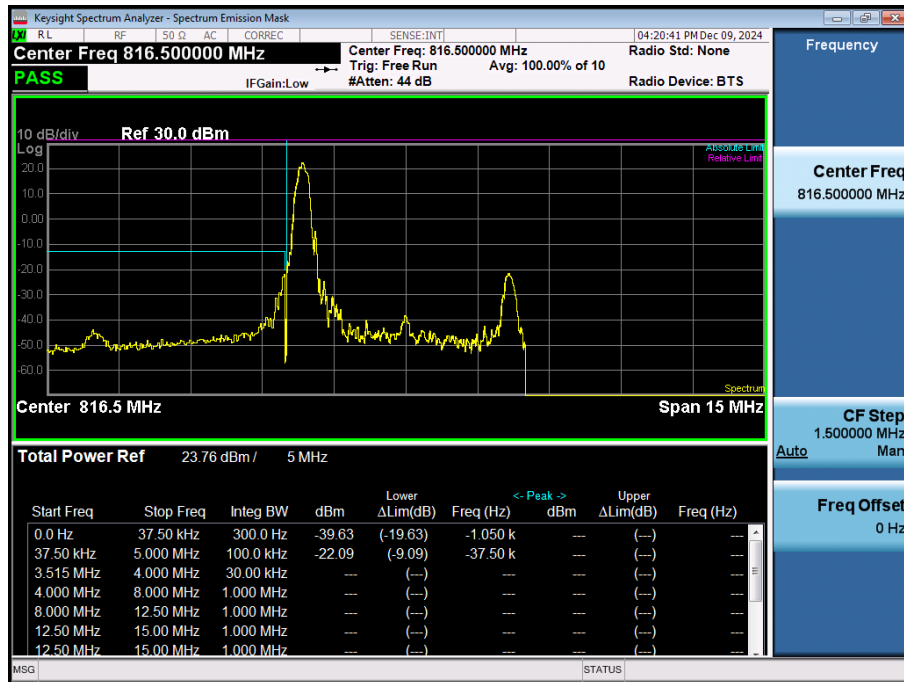 Keysight Spectrum Analyzer - Spectrum Emission Mask
LXI RL RF 50 Ω AC CORREC SENSE:INT 04:20:41 PM Dec 09, 2024
Center Freq 816.500000 MHz
PASS
IFGain:Low
Center Freq: 816.500000 MHz
Trig: Free Run Avg: 100.00% of 10
#Atten: 44 dB
Radio Std: None
Radio Device: BTS
Frequency
10 dB/div Ref 30.0 dBm
Log
Absolute Limit
Relative Limit
20.0
10.0
0.00
-10.0
-20.0
-30.0
-40.0
-50.0
-60.0
Spectrum
Center 816.5 MHz Span 15 MHz
Center Freq
816.500000 MHz
CF Step
1.500000 MHz
Auto Man
Freq Offset
0 Hz
Total Power Ref 23.76 dBm / 5 MHz
Lower <- Peak -> Upper
Start Freq Stop Freq Integ BW dBm ΔLim(dB) Freq (Hz) dBm ΔLim(dB) Freq (Hz)
0.0 Hz 37.50 kHz 300.0 Hz -39.63 (-19.63) -1.050 k --- (---) ---
37.50 kHz 5.000 MHz 100.0 kHz -22.09 (-9.09) -37.50 k --- (---) ---
3.515 MHz 4.000 MHz 30.00 kHz --- (---) --- --- (---) ---
4.000 MHz 8.000 MHz 1.000 MHz --- (---) --- --- (---) ---
8.000 MHz 12.50 MHz 1.000 MHz --- (---) --- --- (---) ---
12.50 MHz 15.00 MHz 1.000 MHz --- (---) --- --- (---) ---
12.50 MHz 15.00 MHz 1.000 MHz --- (---) --- --- (---) ---
MSG STATUS